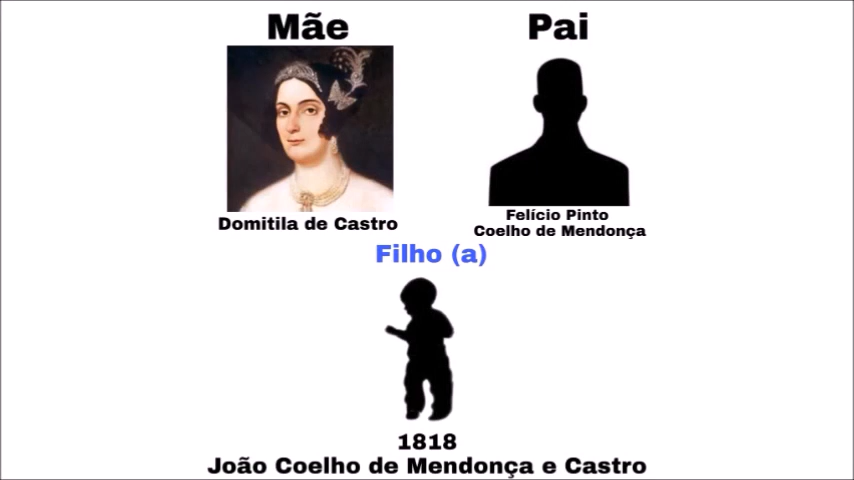 Mãe
Pai
Domitila de Castro
Felício Pinto
Coelho de Mendonça
Filho (a)
1818
João Coelho de Mendonça e Castro